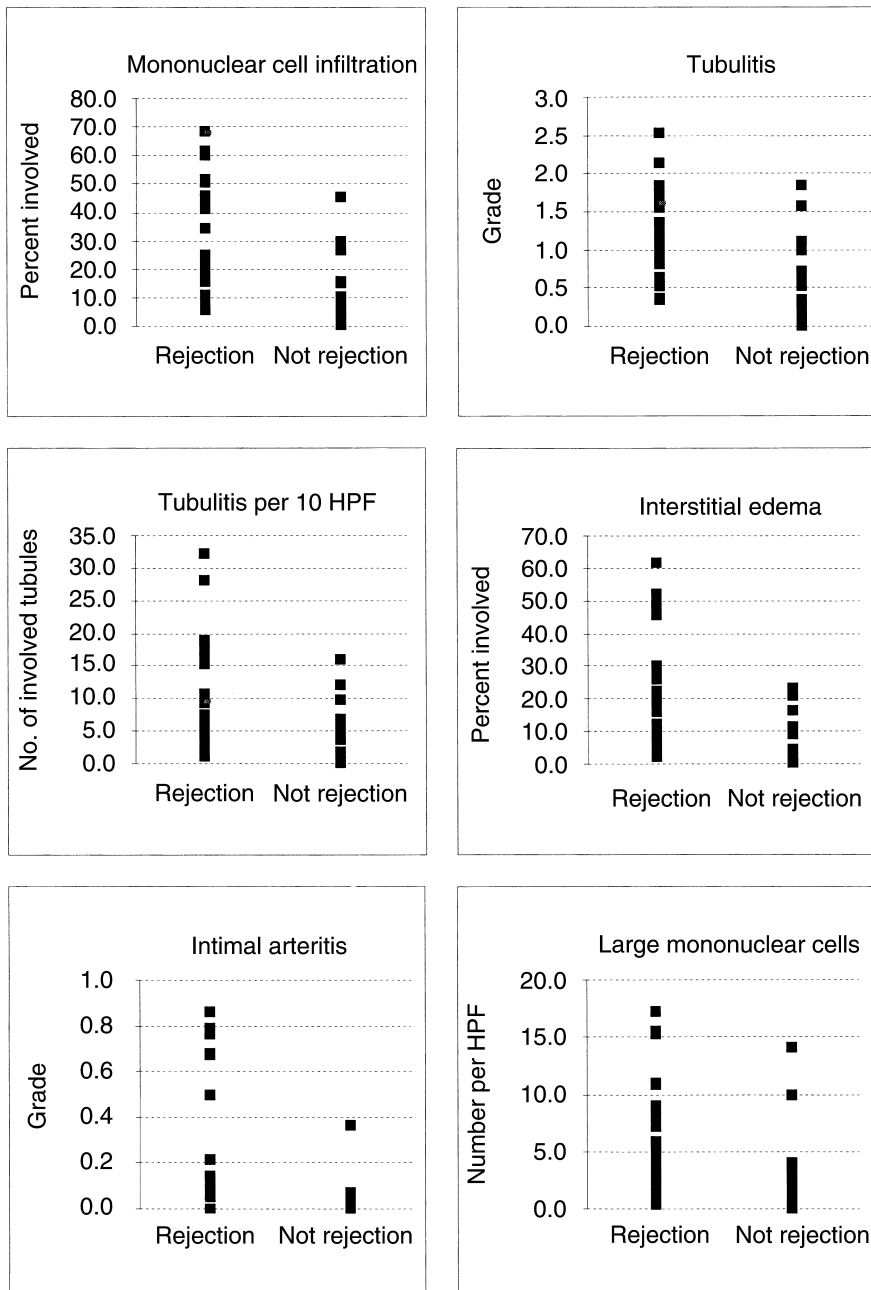 Mononuclear cell infiltration
Percent involved
80.0
70.0
60.0
50.0
40.0
30.0
20.0
10.0
0.0
Rejection Not rejection
Tubulitis
Grade
3.0
2.5
2.0
1.5
1.0
0.5
0.0
Rejection Not rejection
Tubulitis per 10 HPF
No. of involved tubules
35.0
30.0
25.0
20.0
15.0
10.0
5.0
0.0
Rejection Not rejection
Interstitial edema
Percent involved
70.0
60.0
50.0
40.0
30.0
20.0
10.0
0.0
Rejection Not rejection
Intimal arteritis
Grade
1.0
0.8
0.6
0.4
0.2
0.0
Rejection Not rejection
Large mononuclear cells
Number per HPF
20.0
15.0
10.0
5.0
0.0
Rejection Not rejection